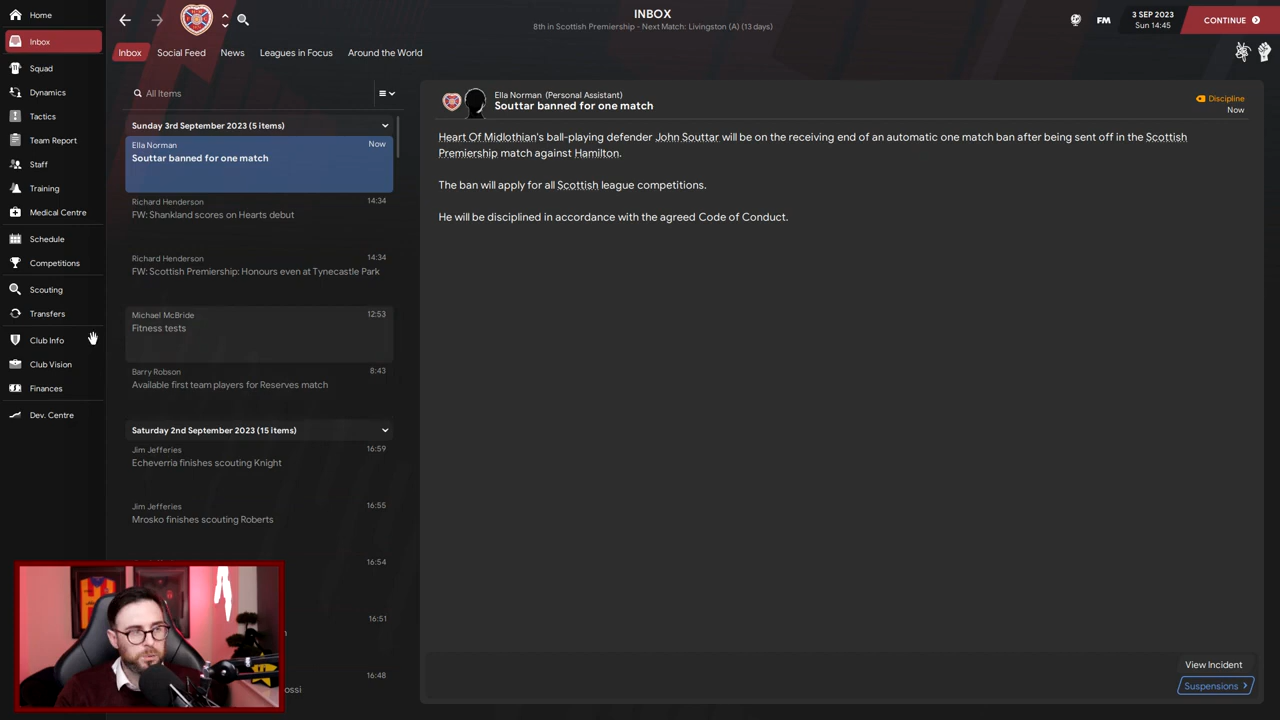 Home
Inbox
Squad
Dynamics
Tactics
Team Report
Staff
Training
Medical Centre
Schedule
Competitions
Scouting
Transfers
Club Info
Club Vision
Finances
Dev. Centre
INBOX
8th in Scottish Premiership - Next Match: Livingston (A) (13 days)
FM
3 SEP 2023
Sun 14:45
CONTINUE
Inbox Social Feed News Leagues in Focus Around the World
All Items
Sunday 3rd September 2023 (5 items)
Ella Norman Now
Souttar banned for one match
Richard Henderson 14:34
FW: Shankland scores on Hearts debut
Richard Henderson 14:34
FW: Scottish Premiership: Honours even at Tynecastle Park
Michael McBride 12:53
Fitness tests
Barry Robson 8:43
Available first team players for Reserves match
Saturday 2nd September 2023 (15 items)
Jim Jefferies 16:59
Echeverria finishes scouting Knight
Jim Jefferies 16:55
Mrosko finishes scouting Roberts
16:54
16:51
16:48
Ella Norman (Personal Assistant)
Souttar banned for one match
Discipline
Now
Heart Of Midlothian's ball-playing defender John Souttar will be on the receiving end of an automatic one match ban after being sent off in the Scottish
Premiership match against Hamilton.
The ban will apply for all Scottish league competitions.
He will be disciplined in accordance with the agreed Code of Conduct.
View Incident
Suspensions